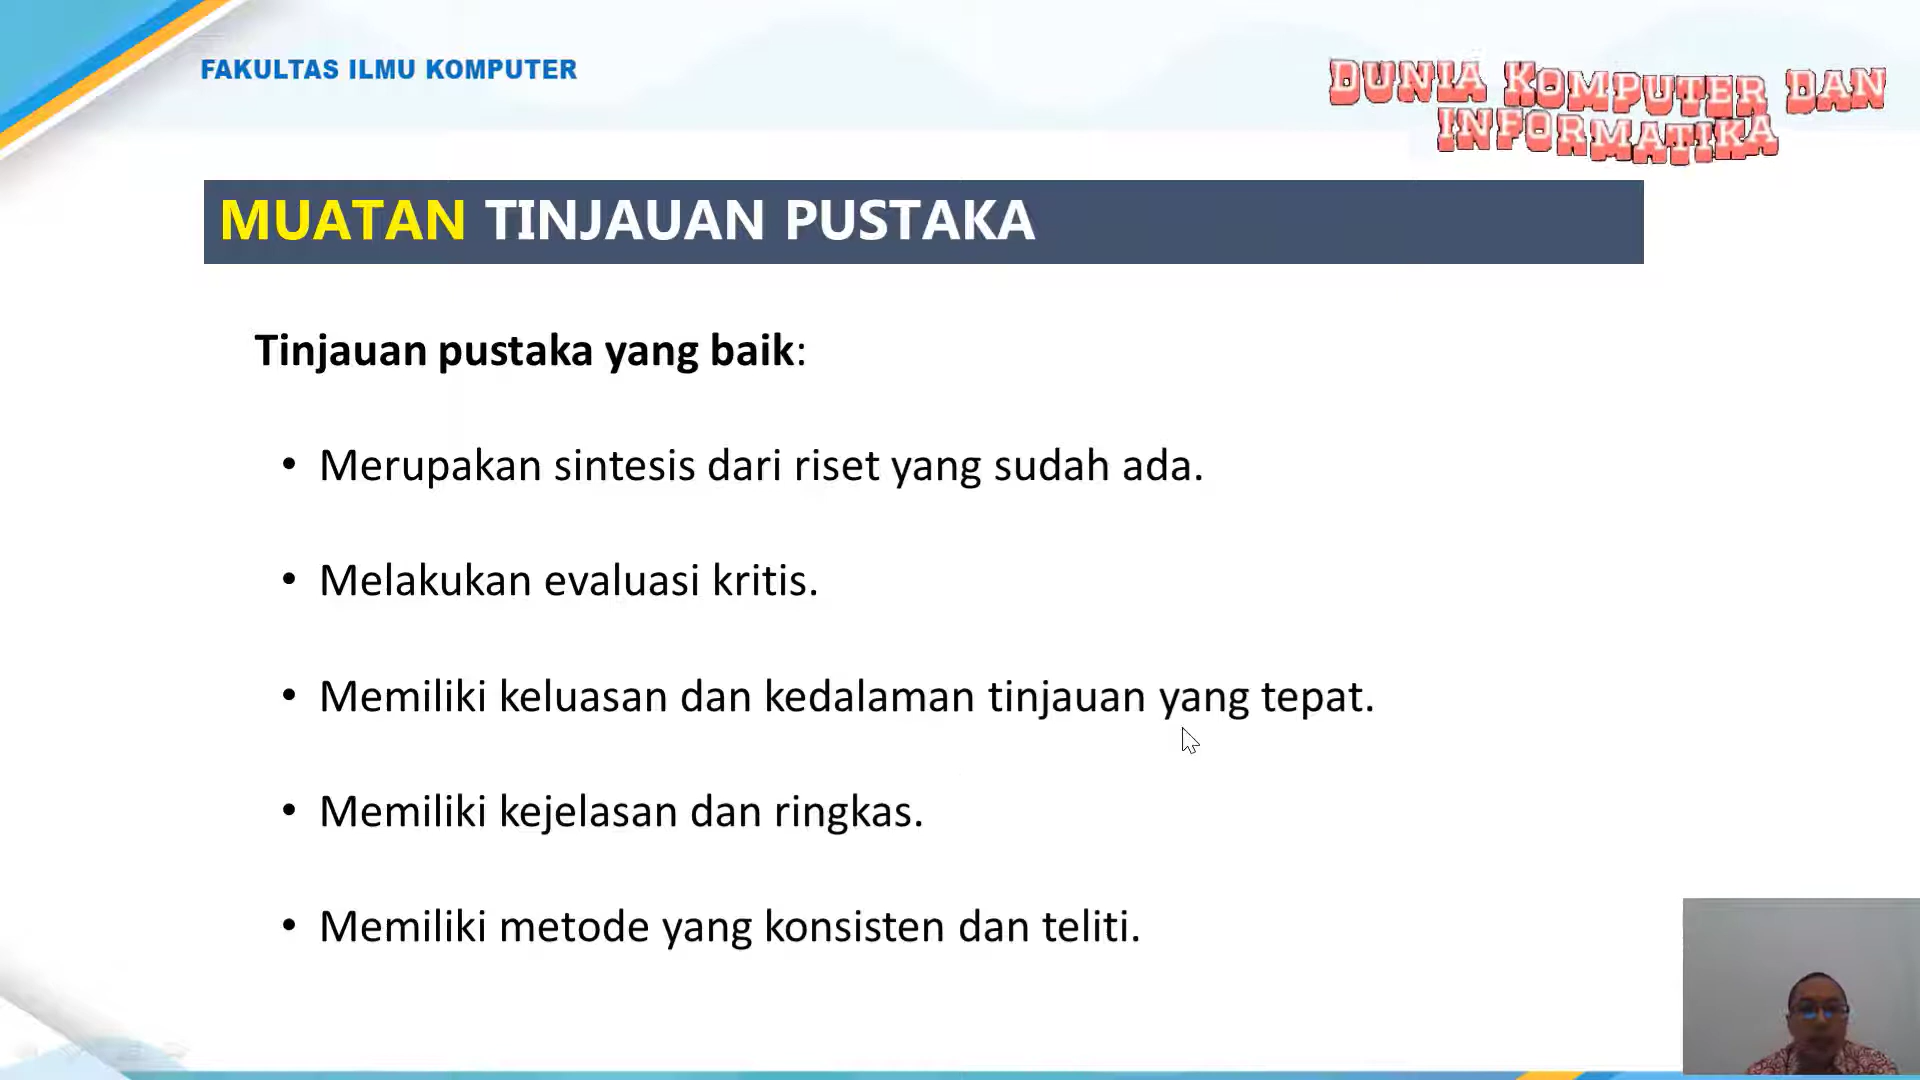 FAKULTAS ILMU KOMPUTER
DUNIA KOMPUTER DAN
INFORMATIKA
MUATAN TINJAUAN PUSTAKA
Tinjauan pustaka yang baik:
• Merupakan sintesis dari riset yang sudah ada.
• Melakukan evaluasi kritis.
• Memiliki keluasan dan kedalaman tinjauan yang tepat.
• Memiliki kejelasan dan ringkas.
• Memiliki metode yang konsisten dan teliti.